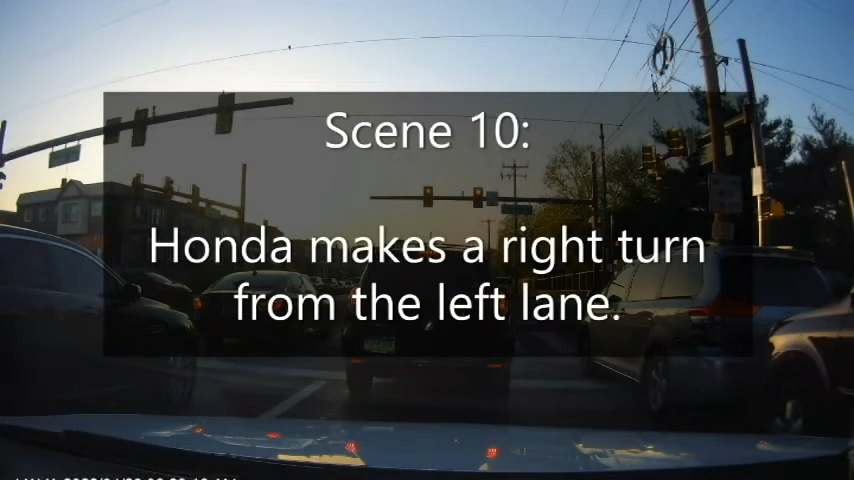 Scene 10:
Honda makes a right turn
from the left lane.